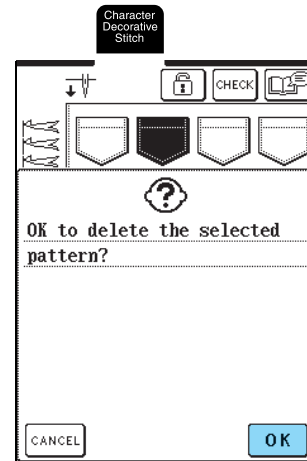 Character
Decorative
Stitch
CHECK
OK to delete the selected
pattern?
CANCEL
OK